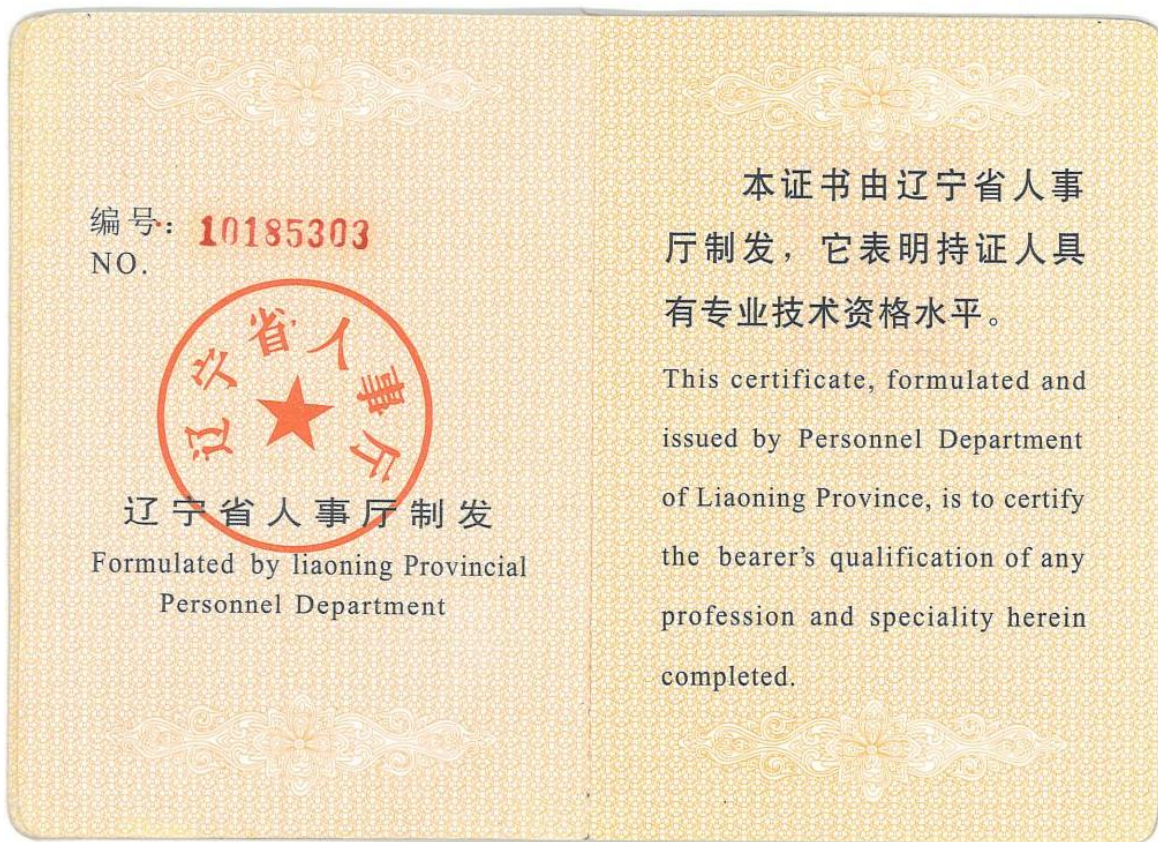 编号: 10185303
NO.
辽宁省人事厅
辽宁省人事厅制发
Formulated by liaoning Provincial
Personnel Department
本证书由辽宁省人事
厅制发，它表明持证人具
有专业技术资格水平。
This certificate, formulated and
issued by Personnel Department
of Liaoning Province, is to certify
the bearer's qualification of any
profession and speciality herein
completed.